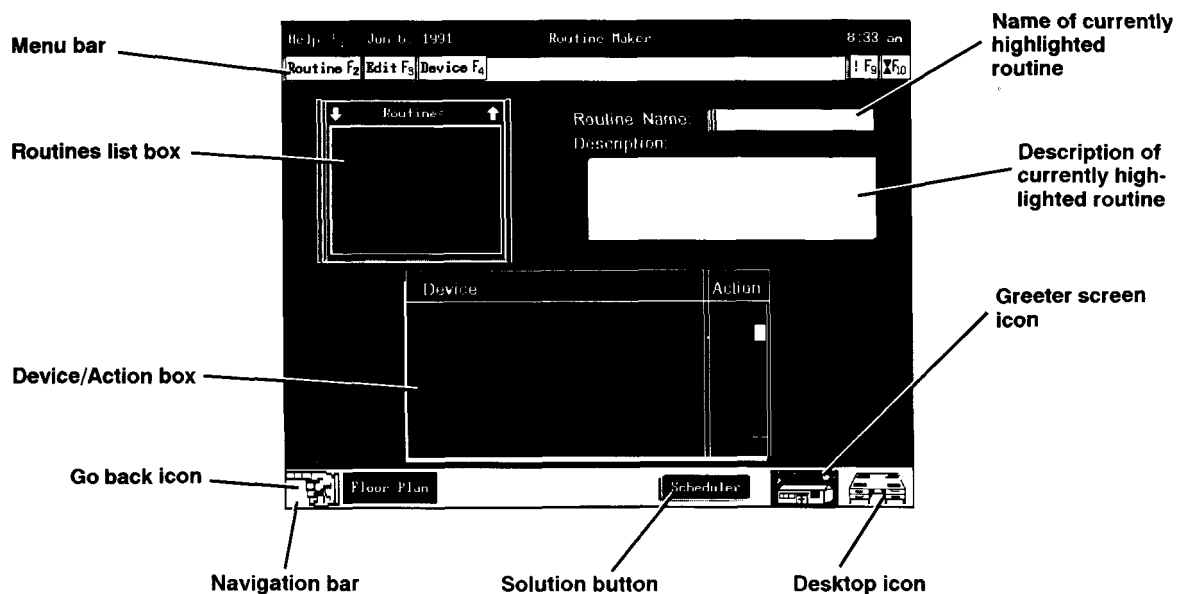 Menu bar
Routines list box
Device/Action box
Go back icon
Navigation bar
Solution button
Desktop icon
Greeter screen
icon
Description of
currently high-
lighted routine
Name of currently
highlighted
routine
Help F1 Jun 6, 1991 Routine Maker 8:33 am
Routine F2 Edit F3 Device F4 ! F9 F10
Routines
Routine Name:
Description:
Device Action
Floor Plan Scheduler